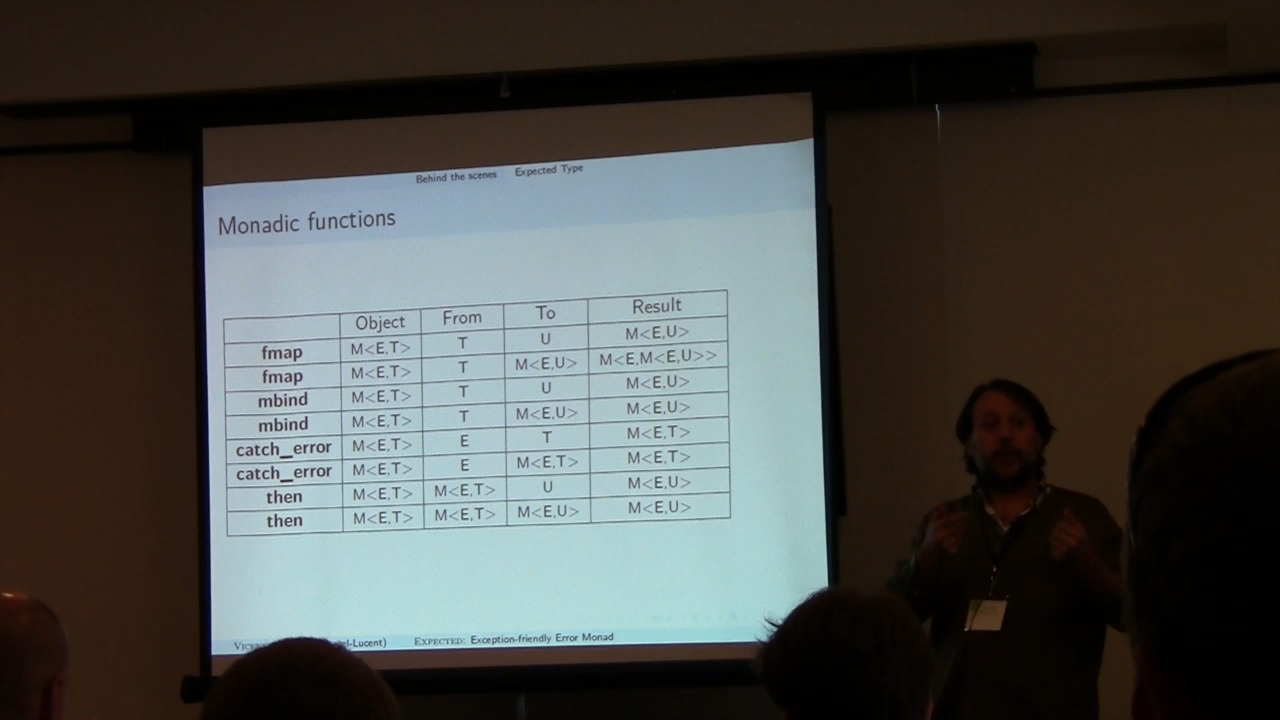 Behind the scenes Expected Type
Monadic functions
Object From To Result
fmap M<E,T> T U M<E,U>
fmap M<E,T> T M<E,U> M<E,M<E,U>>
mbind M<E,T> T U M<E,U>
mbind M<E,T> T M<E,U> M<E,U>
catch_error M<E,T> E T M<E,T>
catch_error M<E,T> E M<E,T> M<E,T>
then M<E,T> M<E,T> U M<E,U>
then M<E,T> M<E,T> M<E,U> M<E,U>
EXPECTED: Exception-friendly Error Monad